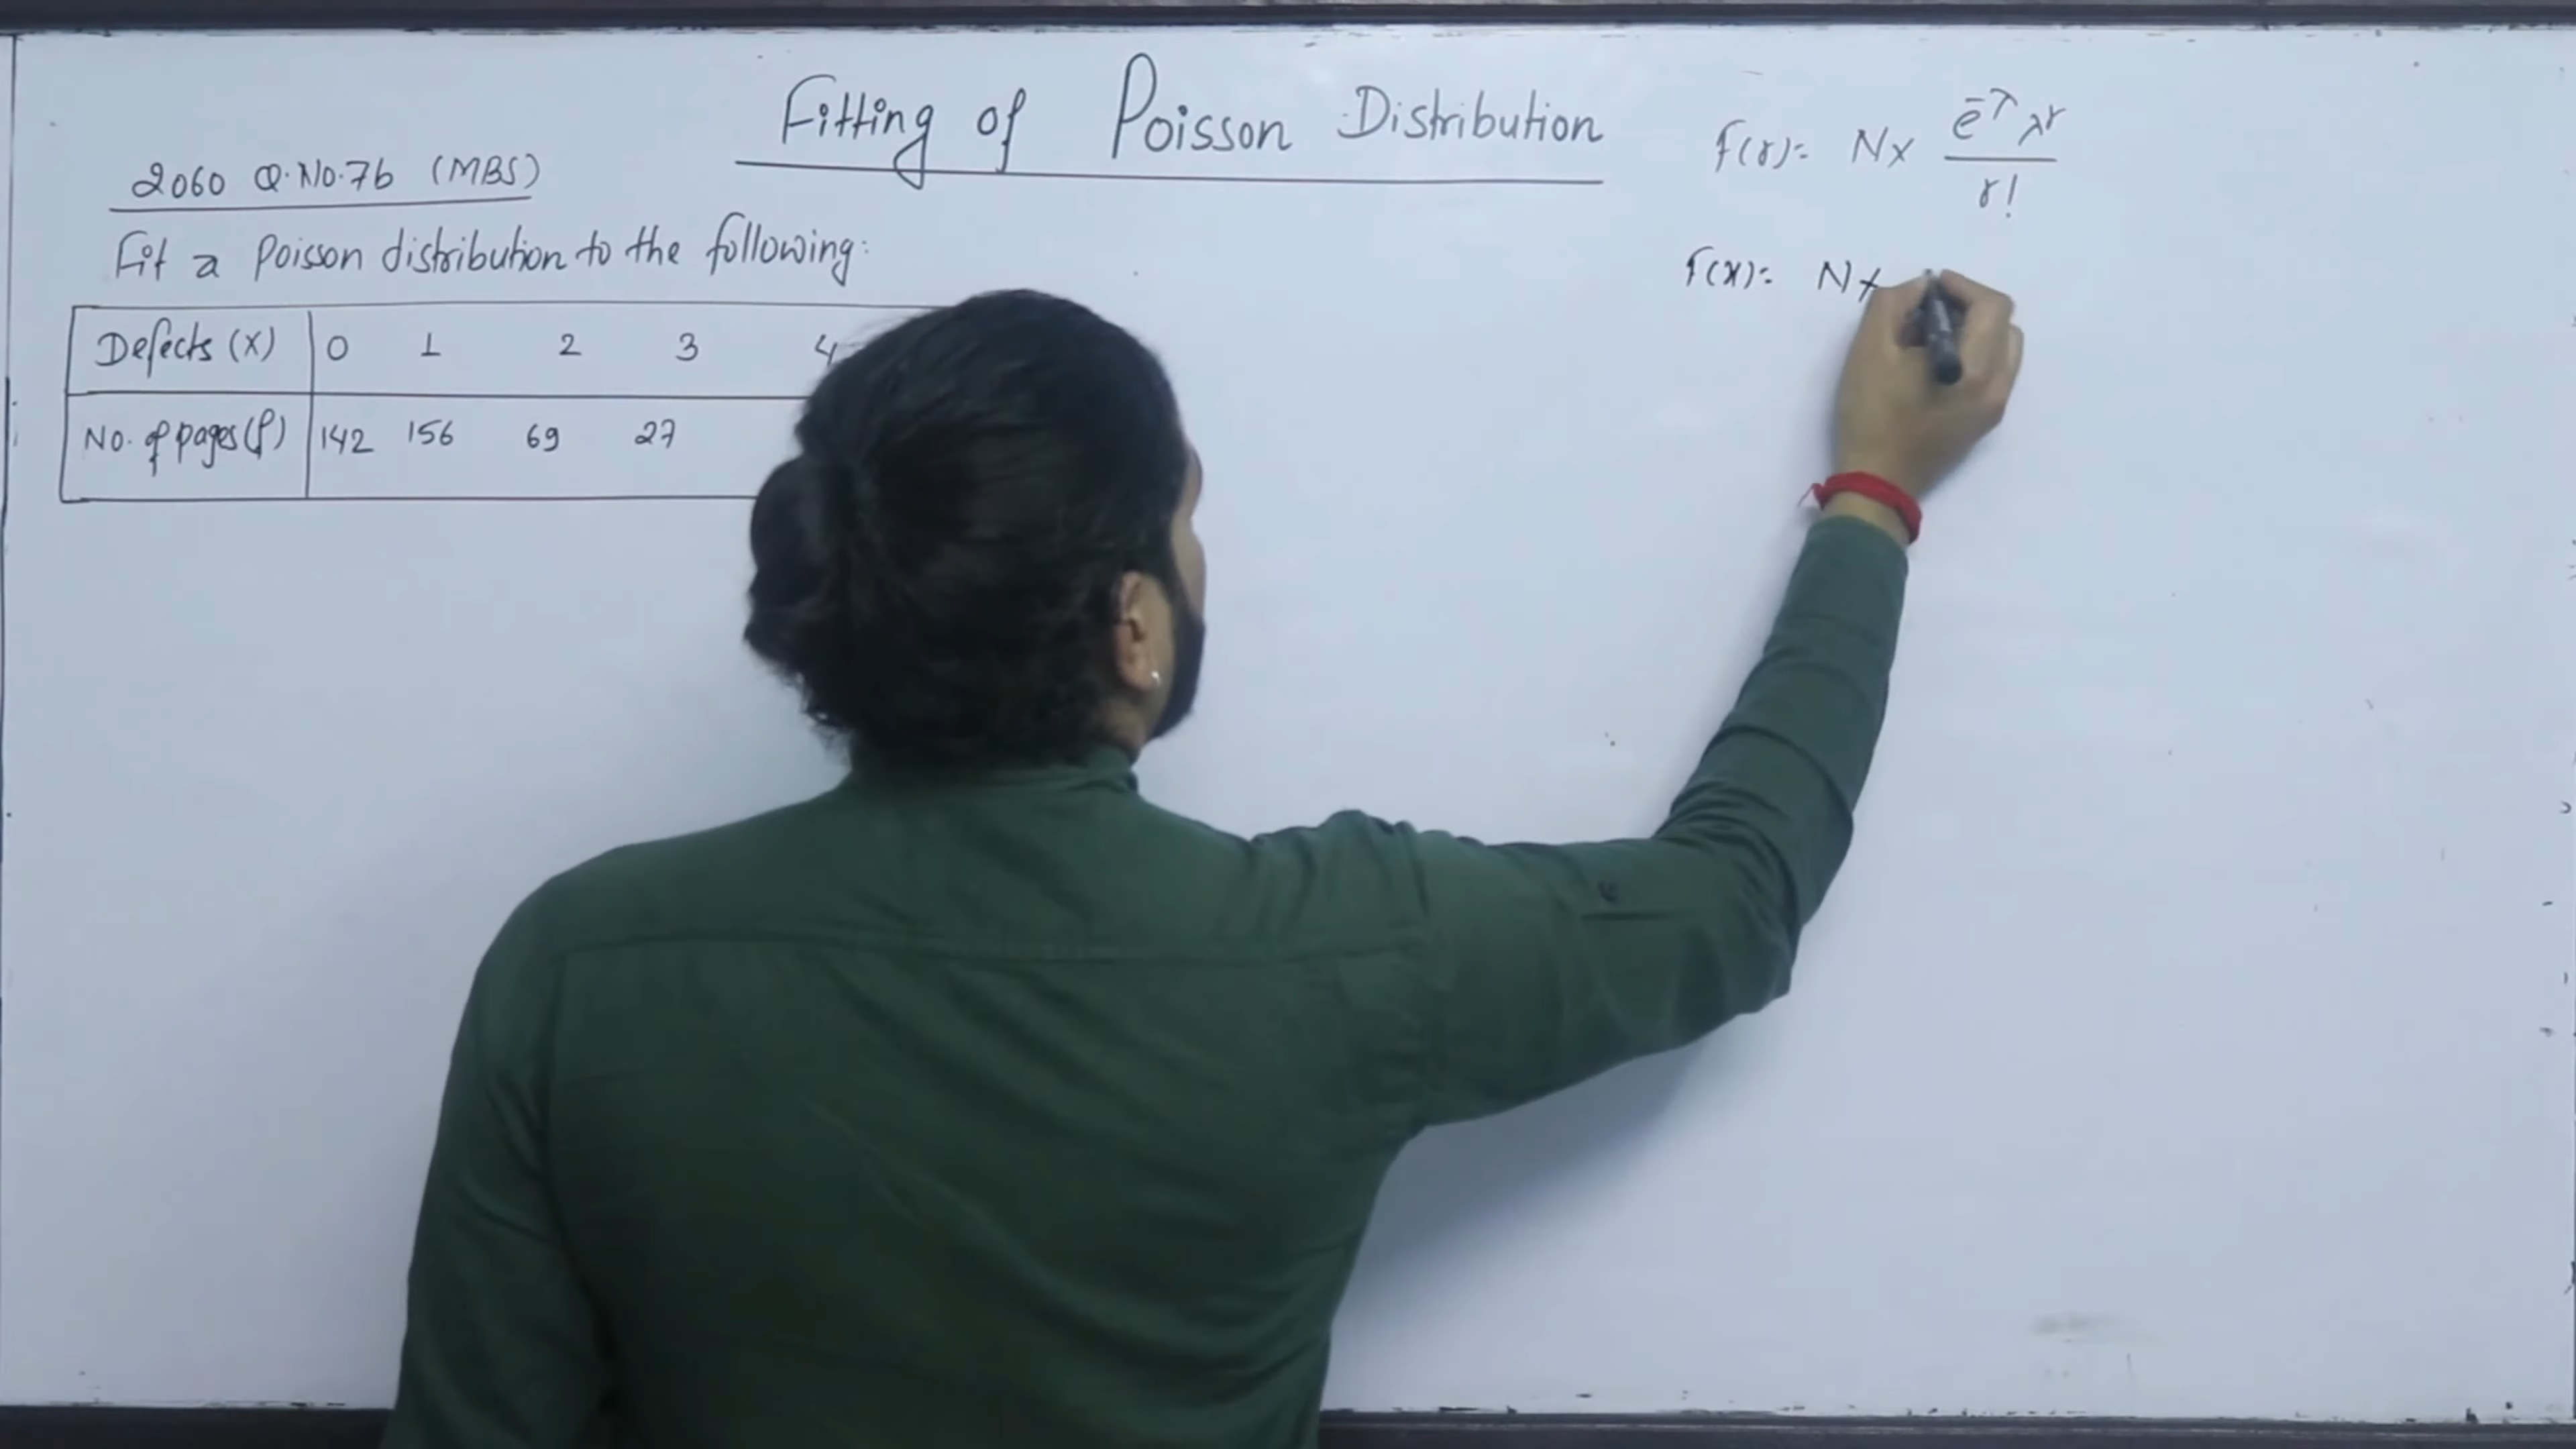 Fitting of Poisson Distribution
2060 Q.No.7b (MBS)
Fit a Poisson distribution to the following:
Defects (X) 0 1 2 3 4
No. of pages (f) 142 156 69 27
f(r)= N× e^-λ λ^r / r!
f(x)= N×